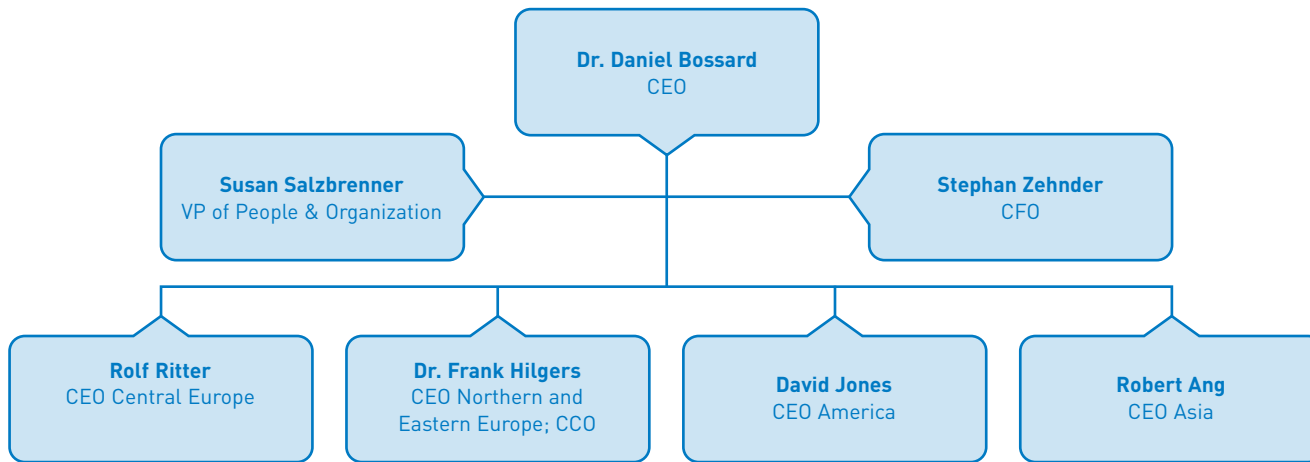 Dr. Daniel Bossard
CEO
Susan Salzbrenner
VP of People & Organization
Stephan Zehnder
CFO
Rolf Ritter
CEO Central Europe
Dr. Frank Hilgers
CEO Northern and
Eastern Europe; CCO
David Jones
CEO America
Robert Ang
CEO Asia